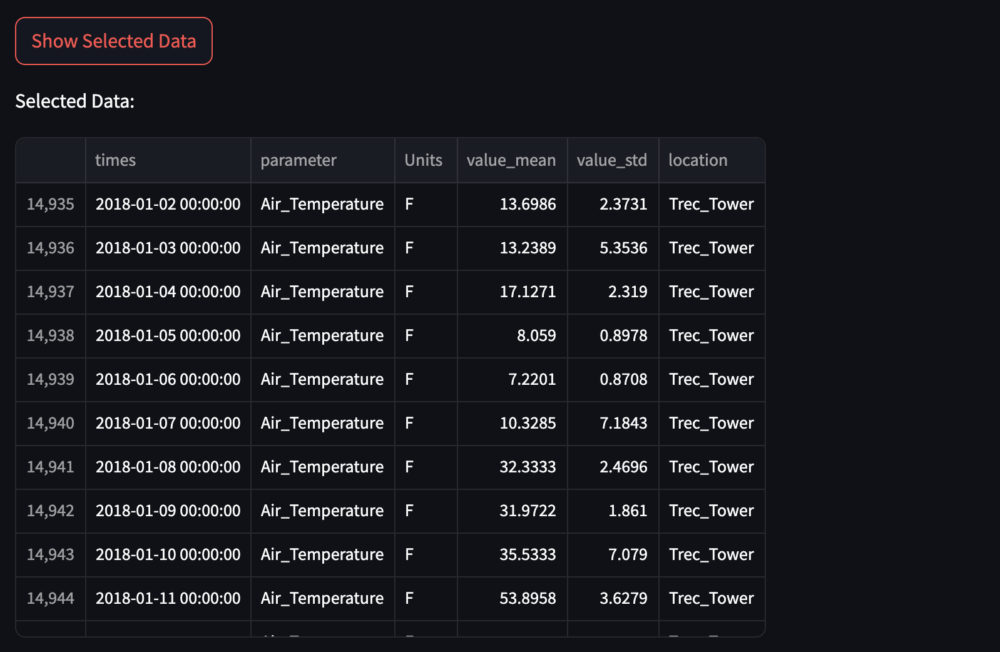 Show Selected Data
Selected Data:
times parameter Units value_mean value_std location
14,935 2018-01-02 00:00:00 Air_Temperature F 13.6986 2.3731 Trec_Tower
14,936 2018-01-03 00:00:00 Air_Temperature F 13.2389 5.3536 Trec_Tower
14,937 2018-01-04 00:00:00 Air_Temperature F 17.1271 2.319 Trec_Tower
14,938 2018-01-05 00:00:00 Air_Temperature F 8.059 0.8978 Trec_Tower
14,939 2018-01-06 00:00:00 Air_Temperature F 7.2201 0.8708 Trec_Tower
14,940 2018-01-07 00:00:00 Air_Temperature F 10.3285 7.1843 Trec_Tower
14,941 2018-01-08 00:00:00 Air_Temperature F 32.3333 2.4696 Trec_Tower
14,942 2018-01-09 00:00:00 Air_Temperature F 31.9722 1.861 Trec_Tower
14,943 2018-01-10 00:00:00 Air_Temperature F 35.5333 7.079 Trec_Tower
14,944 2018-01-11 00:00:00 Air_Temperature F 53.8958 3.6279 Trec_Tower